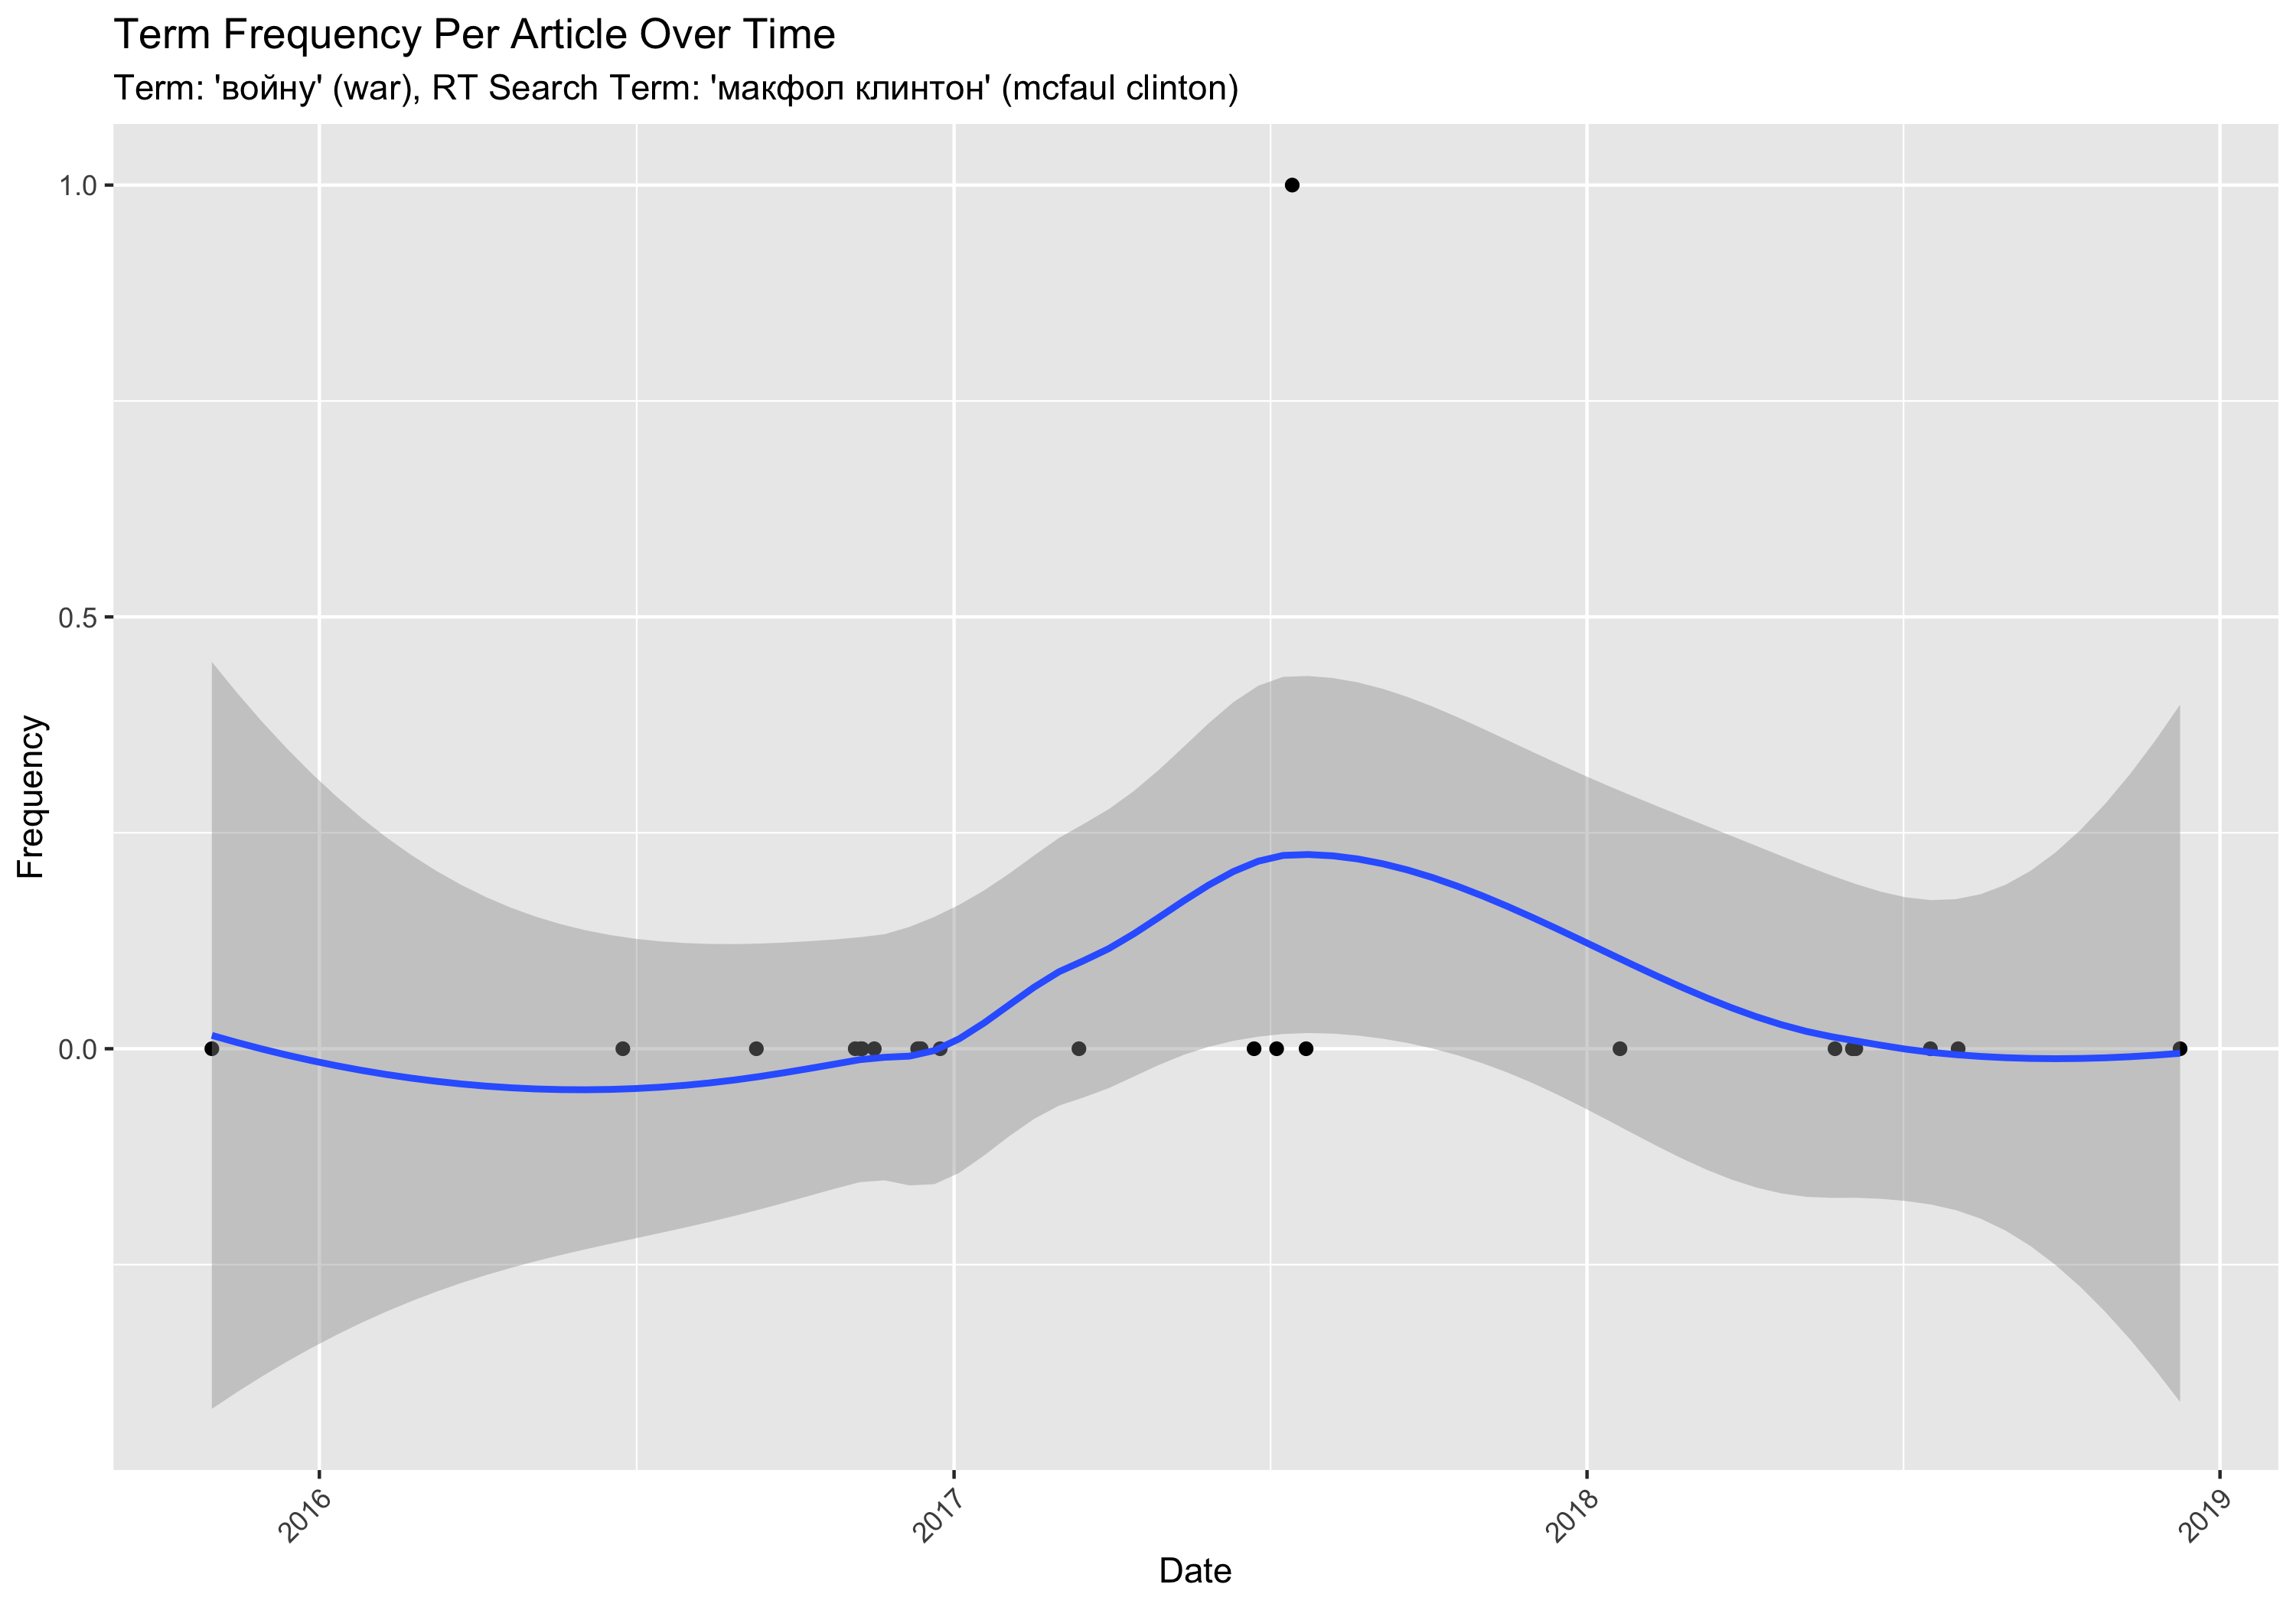 Term Frequency Per Article Over Time
Term: 'войну' (war), RT Search Term: 'макфол клинтон' (mcfaul clinton)
1.0
0.5
0.0
Frequency
2016
2017
2018
2019
Date